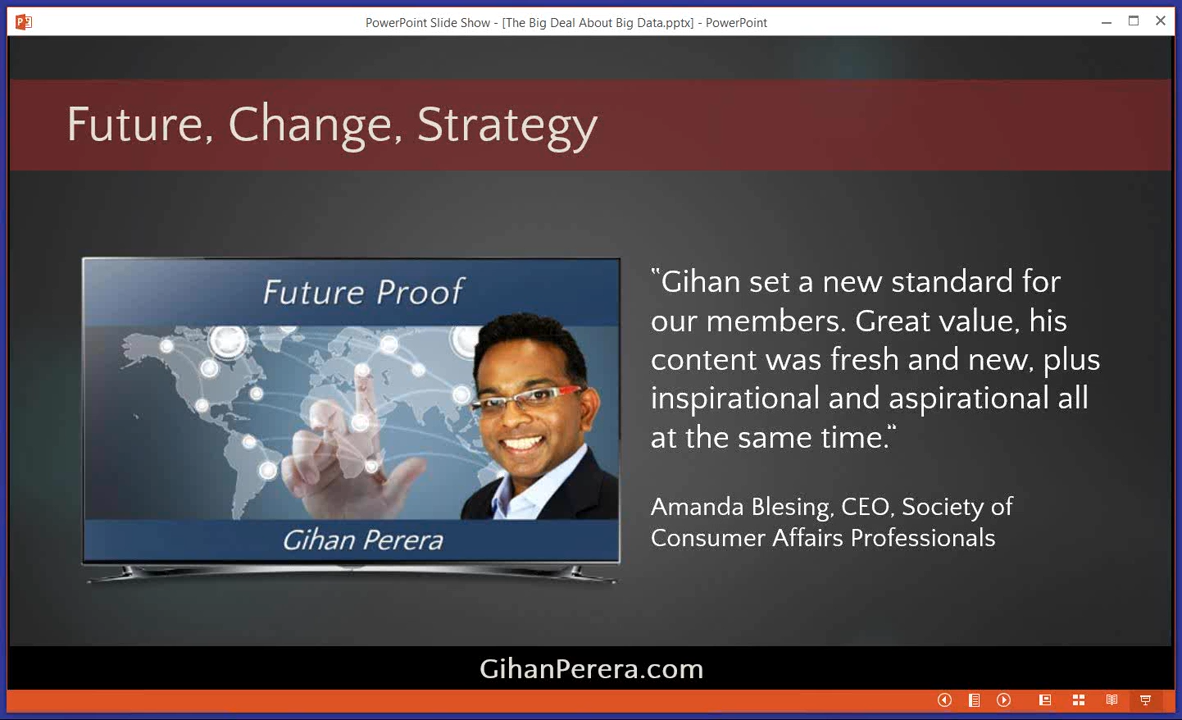 PowerPoint Slide Show - [The Big Deal About Big Data.pptx] - PowerPoint
Future, Change, Strategy
Future Proof
Gihan Perera
“Gihan set a new standard for
our members. Great value, his
content was fresh and new, plus
inspirational and aspirational all
at the same time.“
Amanda Blesing, CEO, Society of
Consumer Affairs Professionals
GihanPerera.com